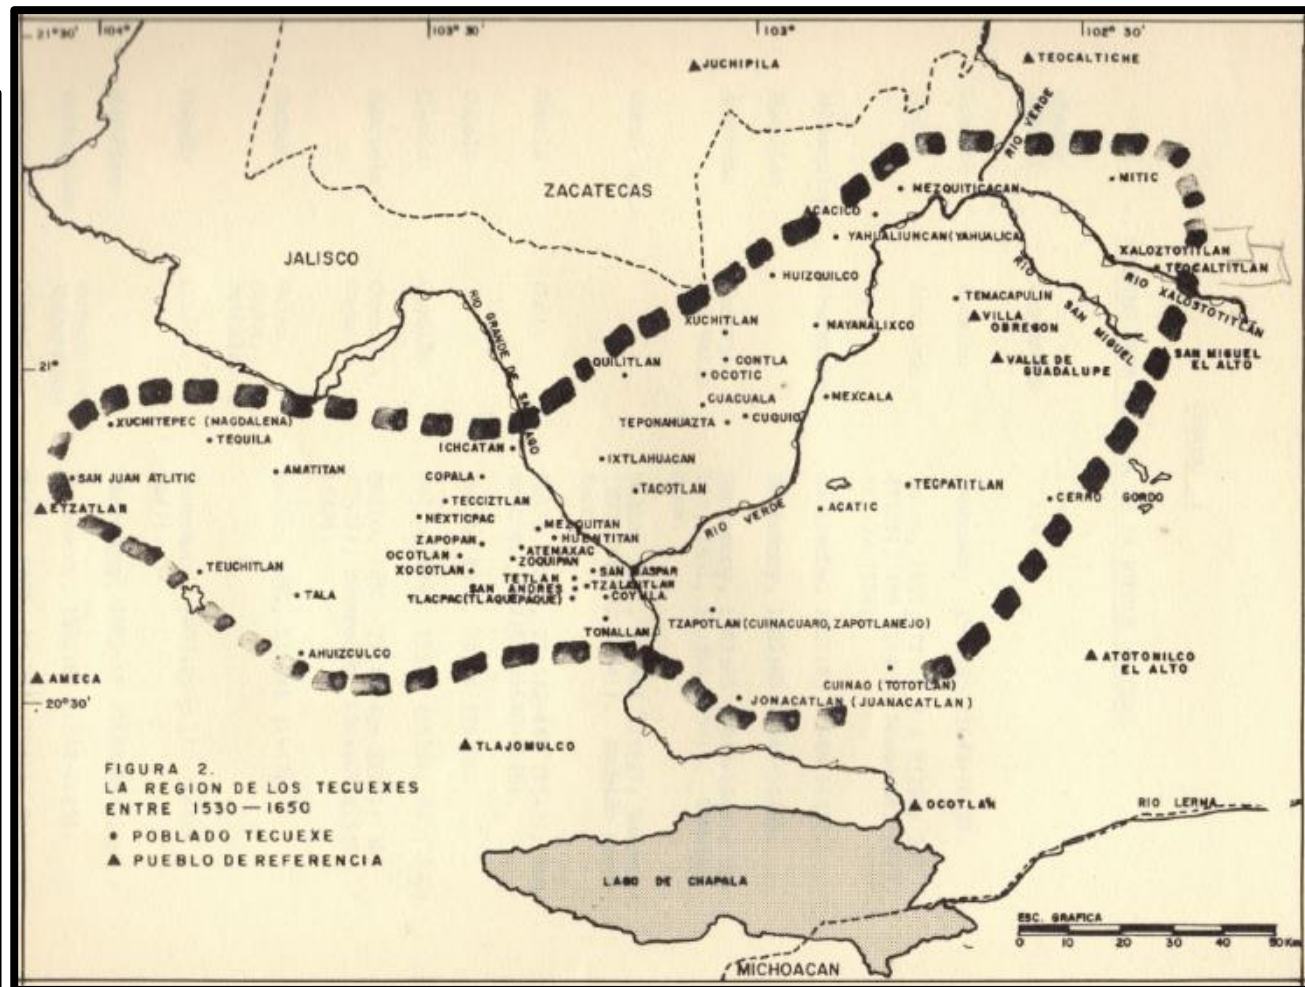 21°30'
104°
103°30'
103°
102°30'
JUCHIPILA
TEOCALTICHE
RIO VERDE
ZACATECAS
MITIC
MEZQUITICACAN
ACACICO
YAHUALIUNCAN (YAHUALICA)
JALISCO
XALOZTOTITLAN
TEOCALTITLAN
HUIZQUILCO
RIO XALOSTOTITLAN
RIO SAN MIGUEL
TEMACAPULIN
RIO GRANDE DE SANTIAGO
XUCHITLAN
VILLA
OBREGON
NAYANALIXCO
21°
QUILITLAN
CONTLA
VALLE DE
GUADALUPE
SAN MIGUEL
EL ALTO
OCOTIC
CUACUALA
MEXCALA
CUQUIO
TEPONAHUAZTA
XUCHITEPEC (MAGDALENA)
TEQUILA
ICHCATAN
IXTLAHUACAN
AMATITAN
SAN JUAN ATLITIC
COPALA
TACOTLAN
TECPATITLAN
CERRO GORDO
TECCIZTLAN
ETZATLAN
ACATIC
NEXTICPAC
MEZQUITAN
RIO VERDE
HUENTITAN
ZAPOPAN
ATEMAXAC
OCOTLAN
ZOQUIPAN
XOCOTLAN
SAN GASPAR
TEUCHITLAN
TETLAN
TZALATITLAN
SAN ANDRES
TALA
TLACPAC (TLAQUEPAQUE)
COYULA
TONALLAN
TZAPOTLAN (CUINACUARO, ZAPOTLANEJO)
AHUIZCULCO
ATOTONILCO
EL ALTO
AMECA
CUINAO (TOTOTLAN)
20°30'
JONACATLAN (JUANACATLAN)
TLAJOMULCO
FIGURA 2.
LA REGION DE LOS TECUEXES
ENTRE 1530—1650
POBLADO TECUEXE
PUEBLO DE REFERENCIA
OCOTLAN
RIO LERMA
LAGO DE CHAPALA
ESC. GRAFICA
0 10 20 30 40 50 Km
MICHOACAN